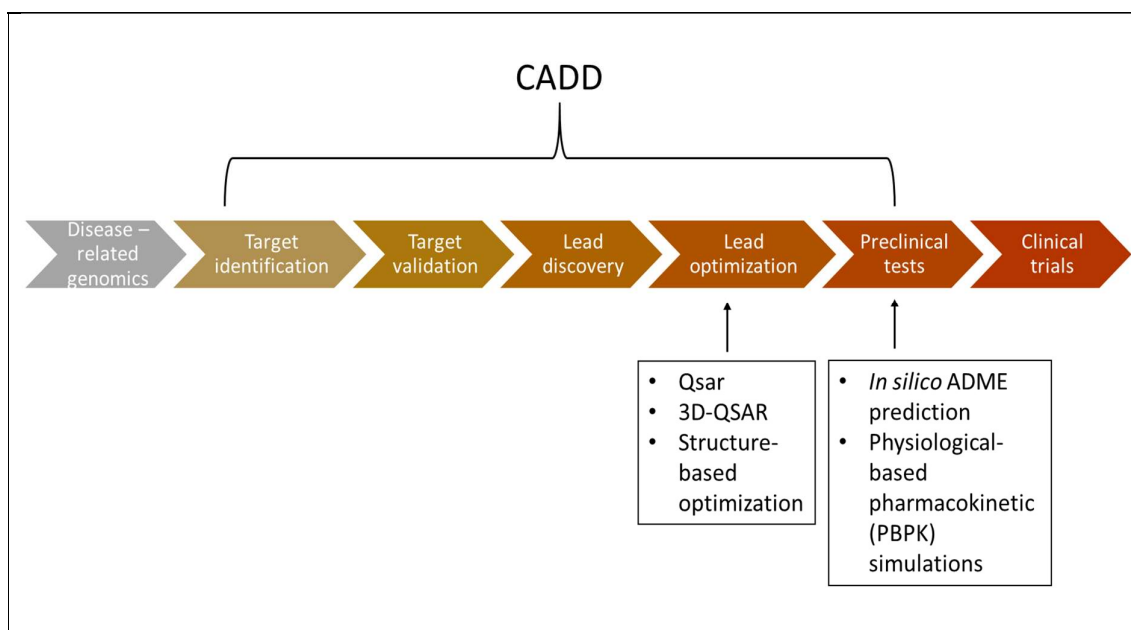 CADD
Disease –
related
genomics
Target
identification
Target
validation
Lead
discovery
Lead
optimization
Preclinical
tests
Clinical
trials
• Qsar
• 3D-QSAR
• Structure-
based
optimization
• In silico ADME
prediction
• Physiological-
based
pharmacokinetic
(PBPK)
simulations